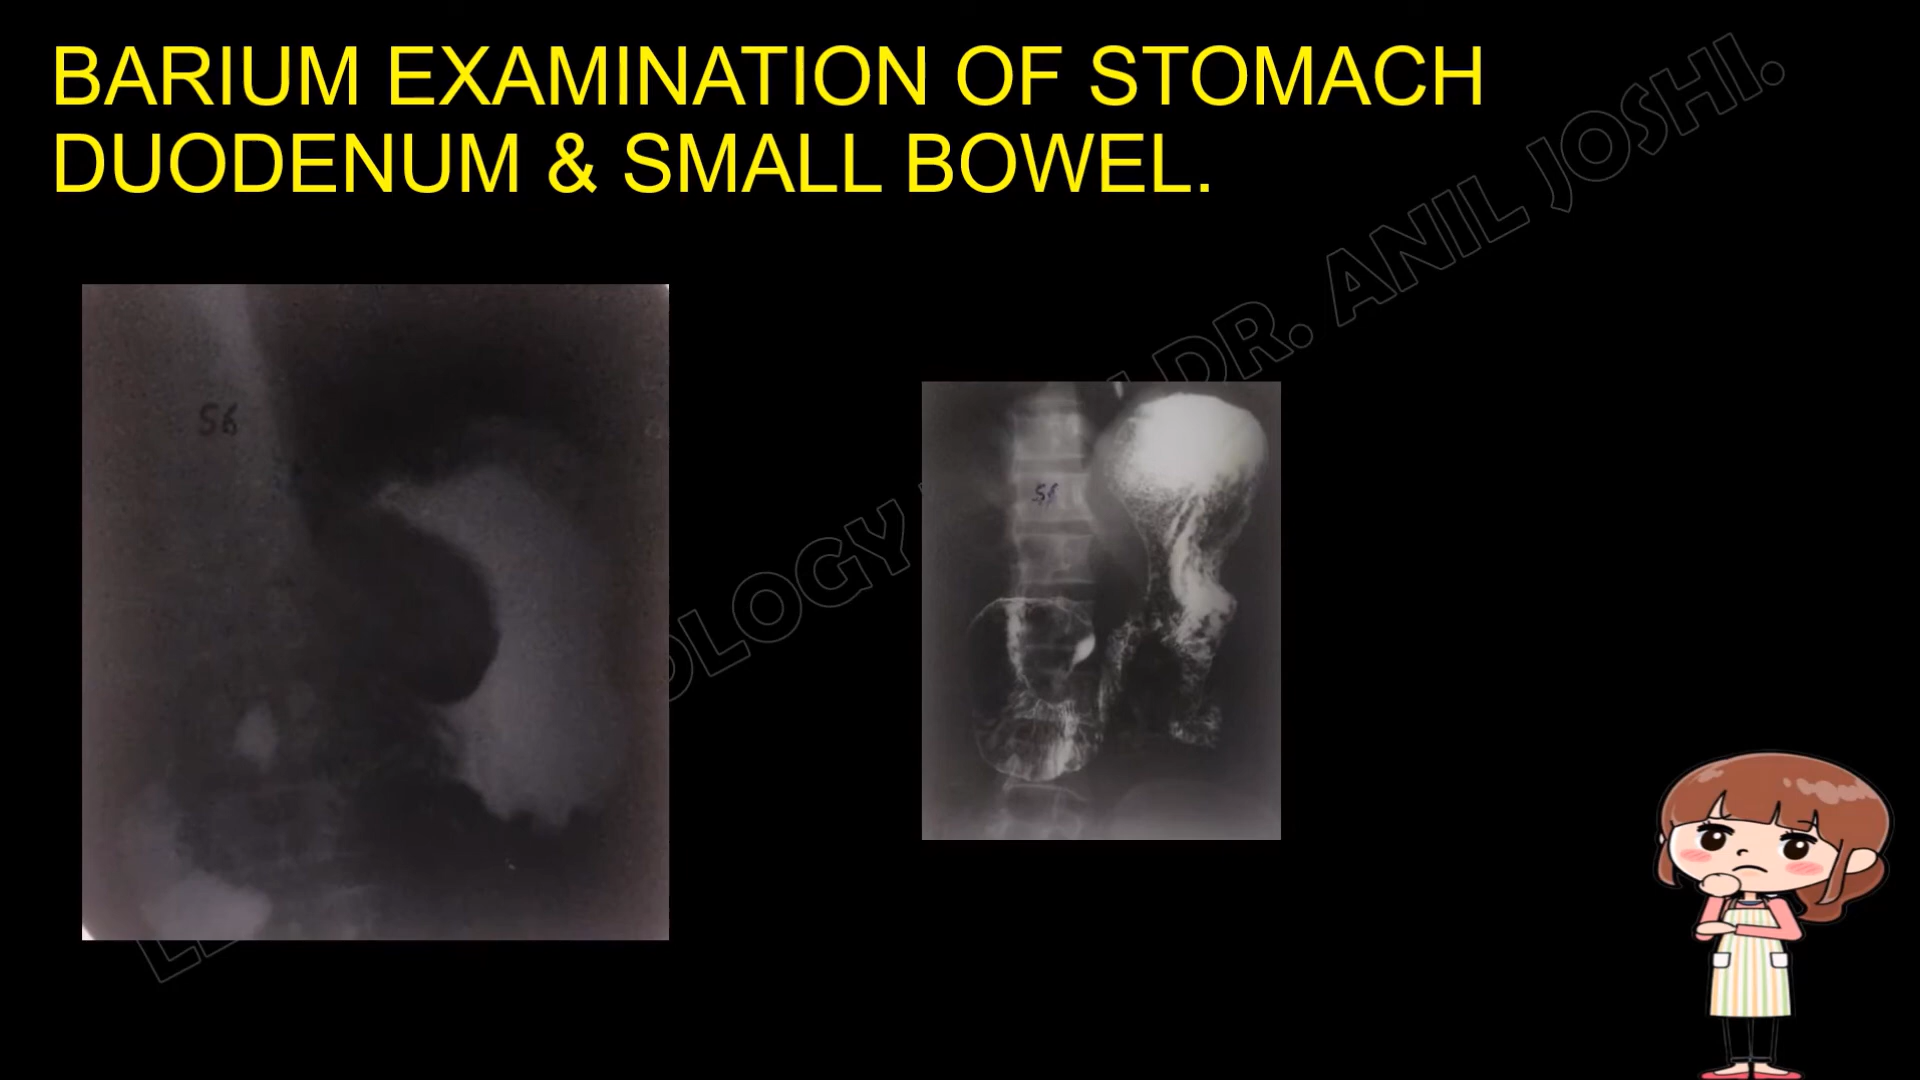 BARIUM EXAMINATION OF STOMACH
DUODENUM & SMALL BOWEL.
DR. ANIL JOSHI.
56
56